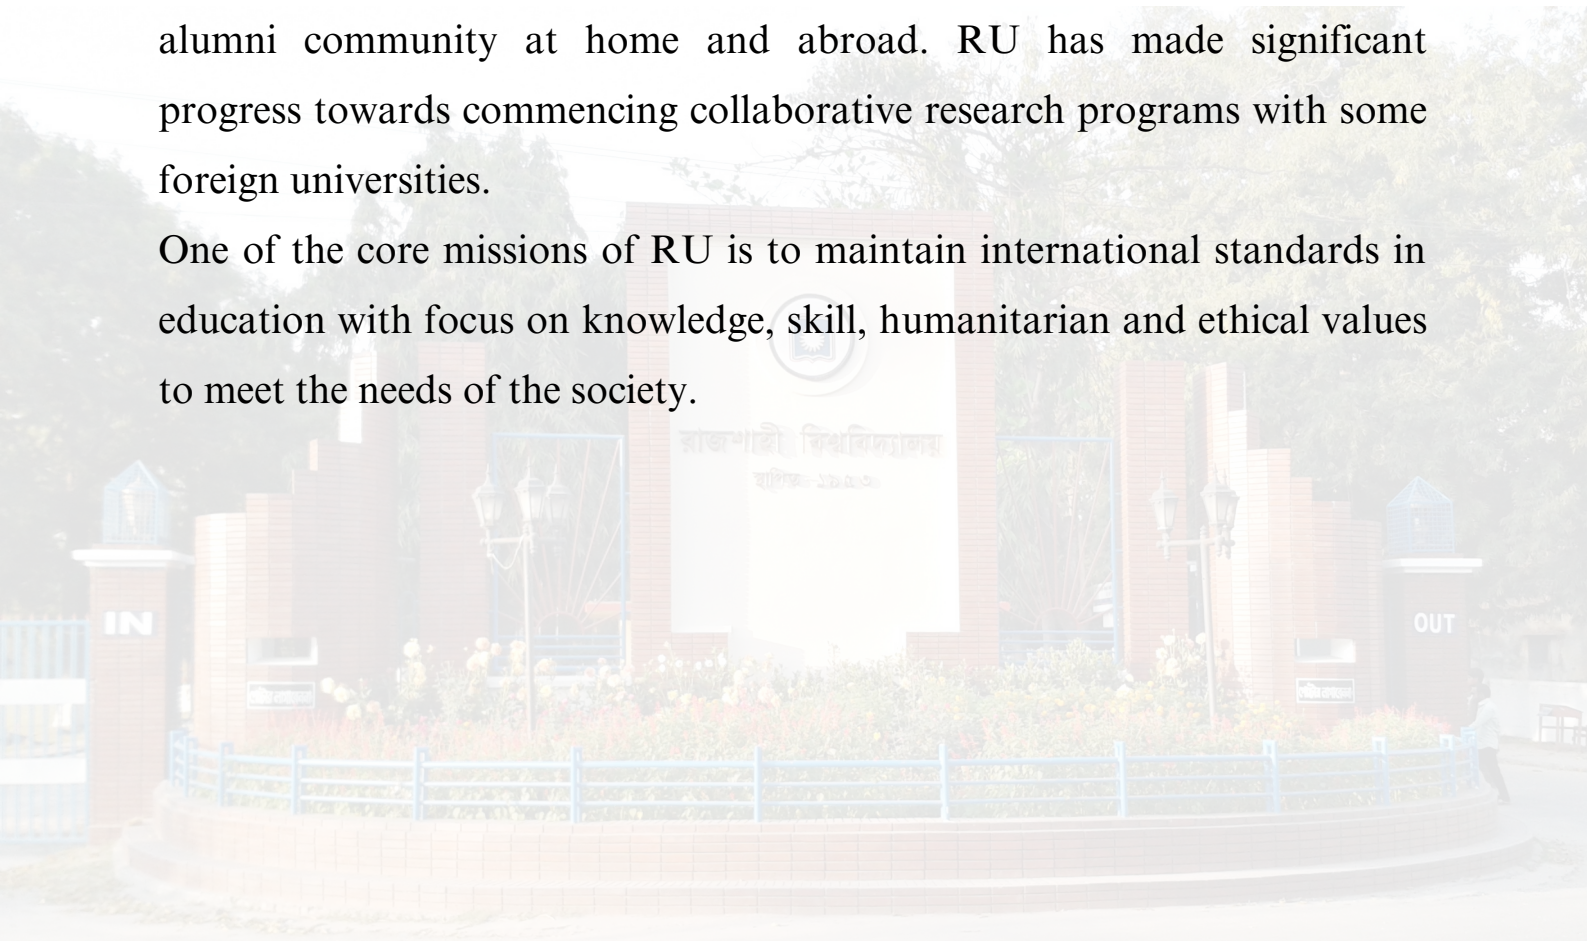 alumni community at home and abroad. RU has made significant
progress towards commencing collaborative research programs with some
foreign universities.
One of the core missions of RU is to maintain international standards in
education with focus on knowledge, skill, humanitarian and ethical values
to meet the needs of the society.
রাজশাহী বিশ্ববিদ্যালয়
স্থাপিত- ১৯৫৩
IN
OUT